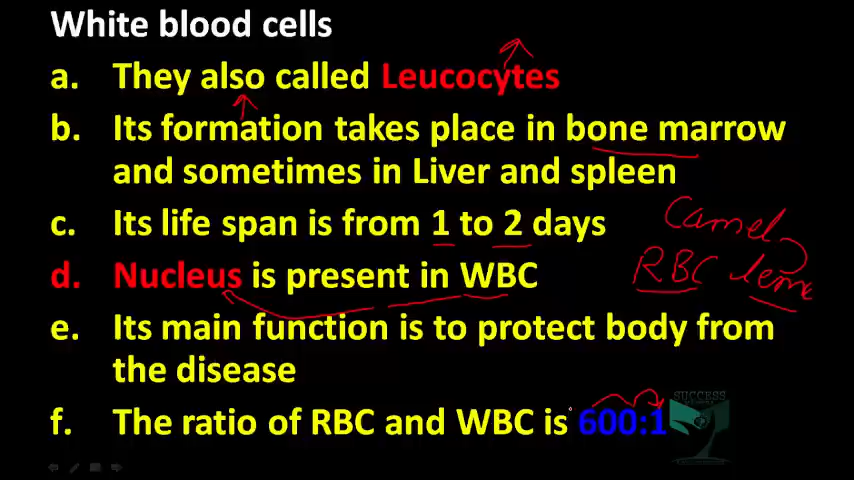 White blood cells
a. They also called Leucocytes
b. Its formation takes place in bone marrow
and sometimes in Liver and spleen
c. Its life span is from 1 to 2 days
Camel
d. Nucleus is present in WBC
RBC
e. Its main function is to protect body from
the disease
f. The ratio of RBC and WBC is 600:1
SUCCESS